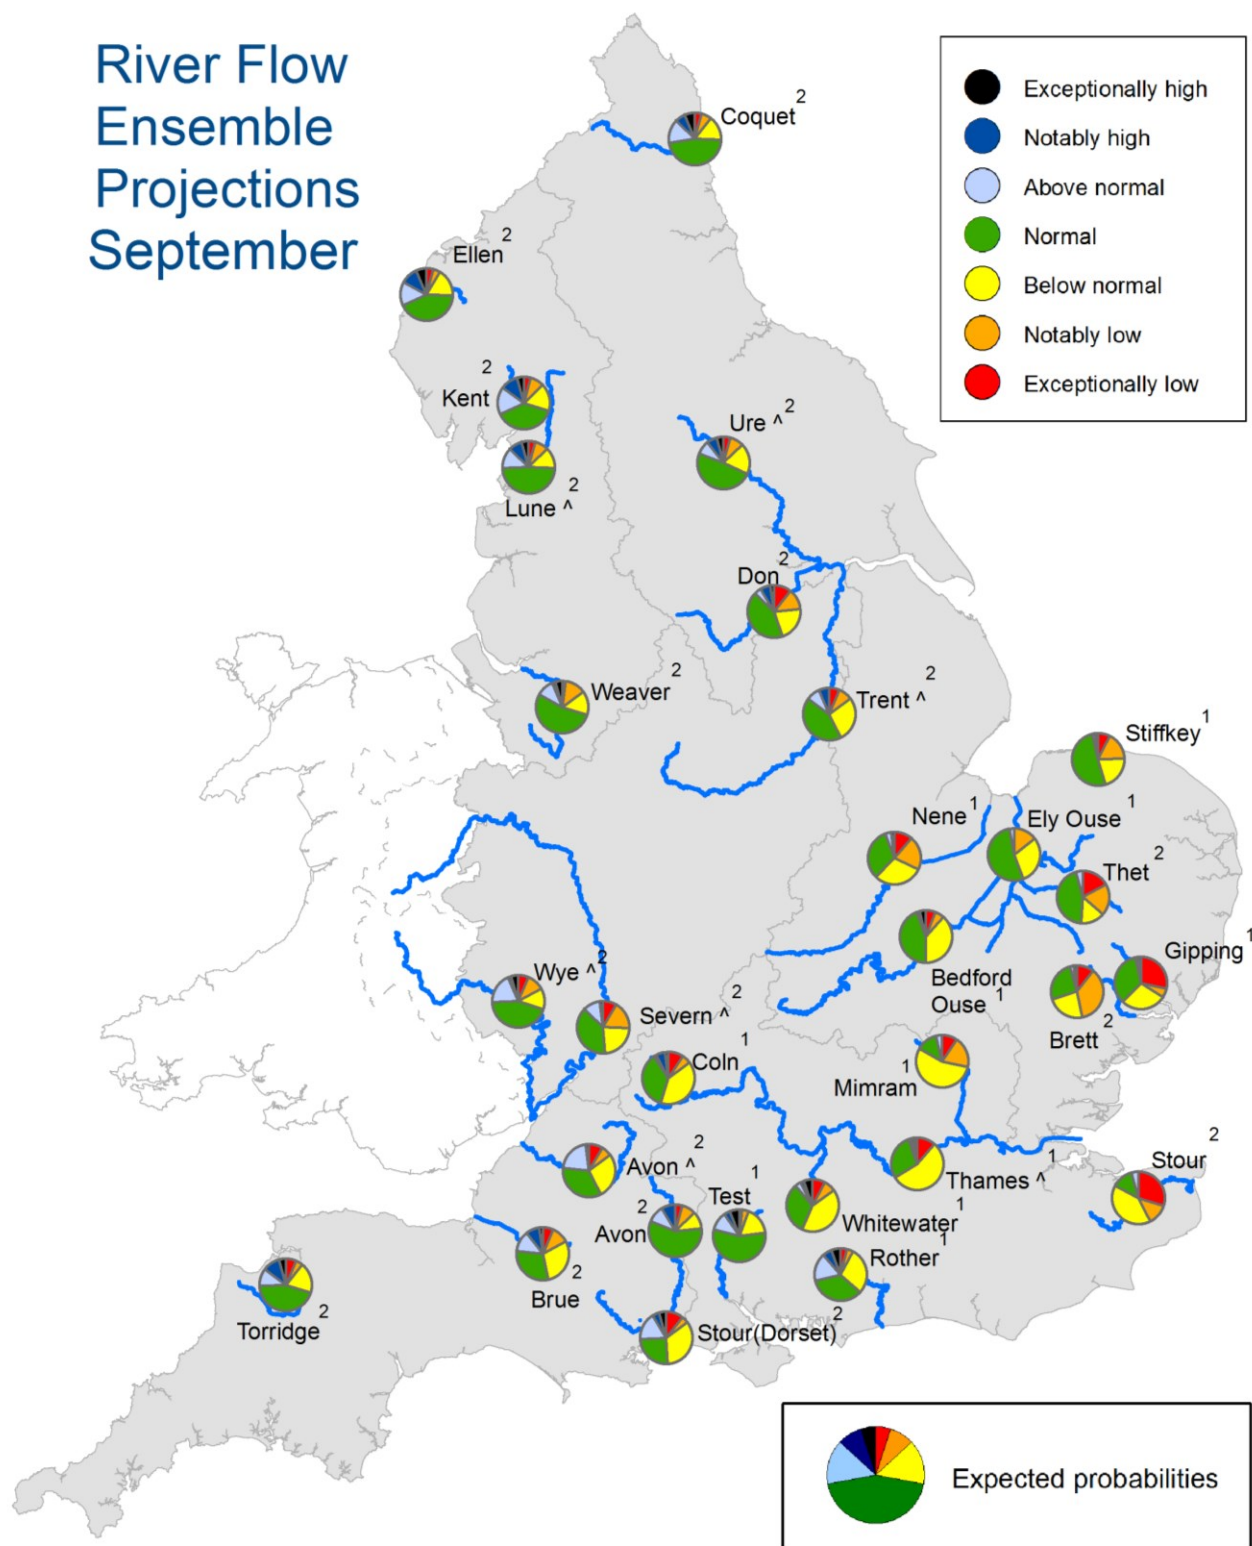 River Flow
Ensemble
Projections
September
Exceptionally high
Notably high
Above normal
Normal
Below normal
Notably low
Exceptionally low
Coquet 2
Ellen 2
Kent 2
Ure ^ 2
Lune ^ 2
Don 2
Weaver 2
Trent ^ 2
Stiffkey 1
Nene 1
Ely Ouse 1
Thet 2
Gipping 1
Bedford
Ouse 1
Brett 2
Wye ^ 2
Severn ^ 2
Coln 1
Mimram 1
Avon ^ 2
Test 1
Thames ^ 1
Stour 2
Avon 2
Whitewater 1
Rother 1
Brue 2
Torridge 2
Stour(Dorset) 2
Expected probabilities